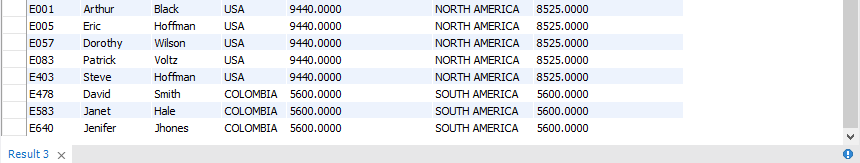 E001 Arthur Black USA 9440.0000 NORTH AMERICA 8525.0000
E005 Eric Hoffman USA 9440.0000 NORTH AMERICA 8525.0000
E057 Dorothy Wilson USA 9440.0000 NORTH AMERICA 8525.0000
E083 Patrick Voltz USA 9440.0000 NORTH AMERICA 8525.0000
E403 Steve Hoffman USA 9440.0000 NORTH AMERICA 8525.0000
E478 David Smith COLOMBIA 5600.0000 SOUTH AMERICA 5600.0000
E583 Janet Hale COLOMBIA 5600.0000 SOUTH AMERICA 5600.0000
E640 Jenifer Jhones COLOMBIA 5600.0000 SOUTH AMERICA 5600.0000
Result 3